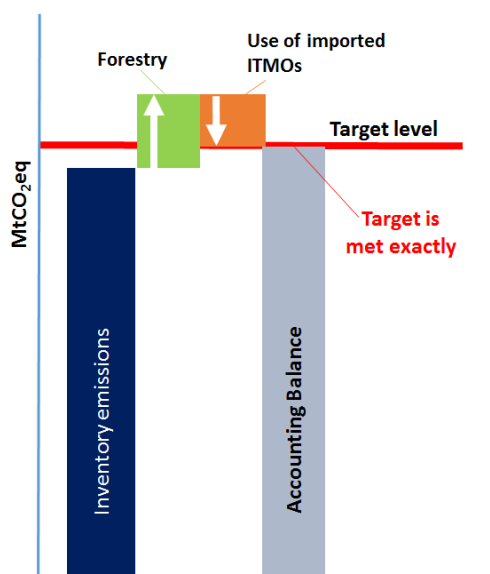 Use of imported
ITMOs
Forestry
Target level
MtCO₂eq
Target is
met exactly
Inventory emissions
Accounting Balance